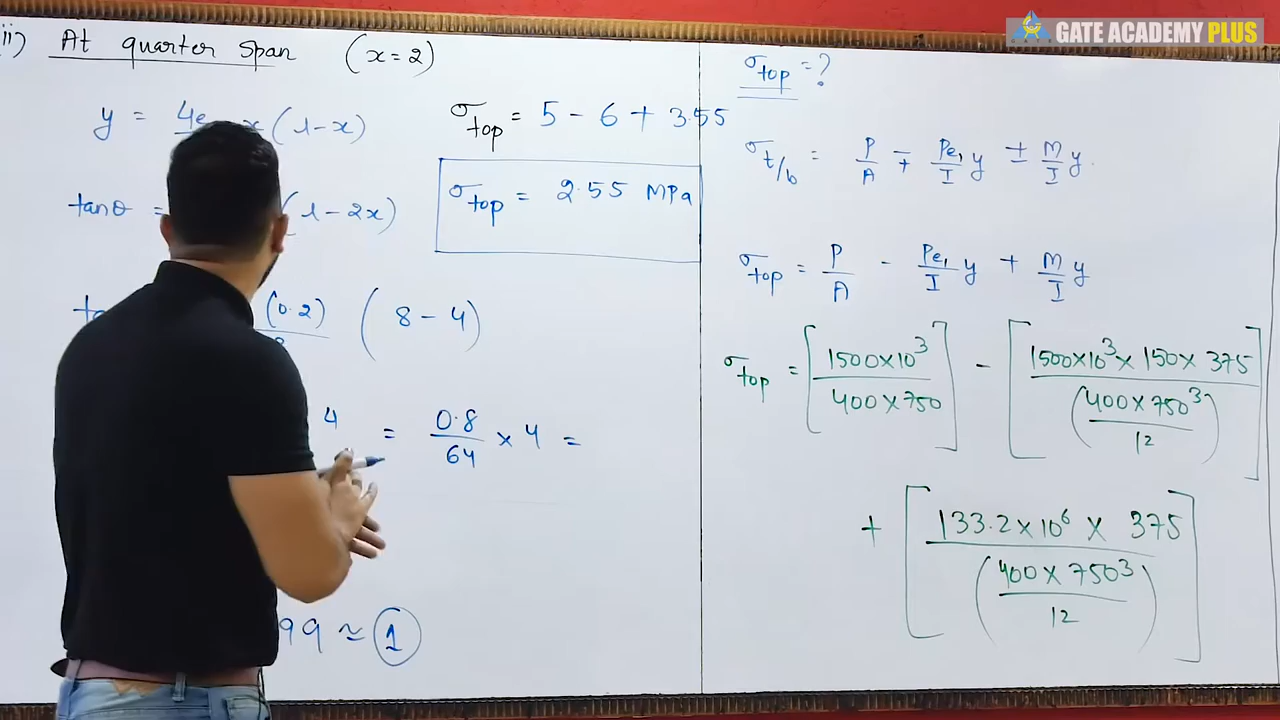 GATE ACADEMY PLUS
ii) At quarter span (x=2)
y = 4e x (l-x)
tanθ = (l-2x)
(0.2) (8-4)
4 = 0.8/64 × 4 =
99 ≃ 1
σtop = 5 - 6 + 3.55
σtop = 2.55 MPa
σtop = ?
σt/b = P/A ∓ Pe₁/I y ± M/I y.
σtop = P/A - Pe₁/I y + M/I y
σtop = [1500×10³ / 400×750] - [1500×10³ × 150 × 375 / (400×750³ / 12)]
+ [133.2×10⁶ × 375 / (400×750³ / 12)]